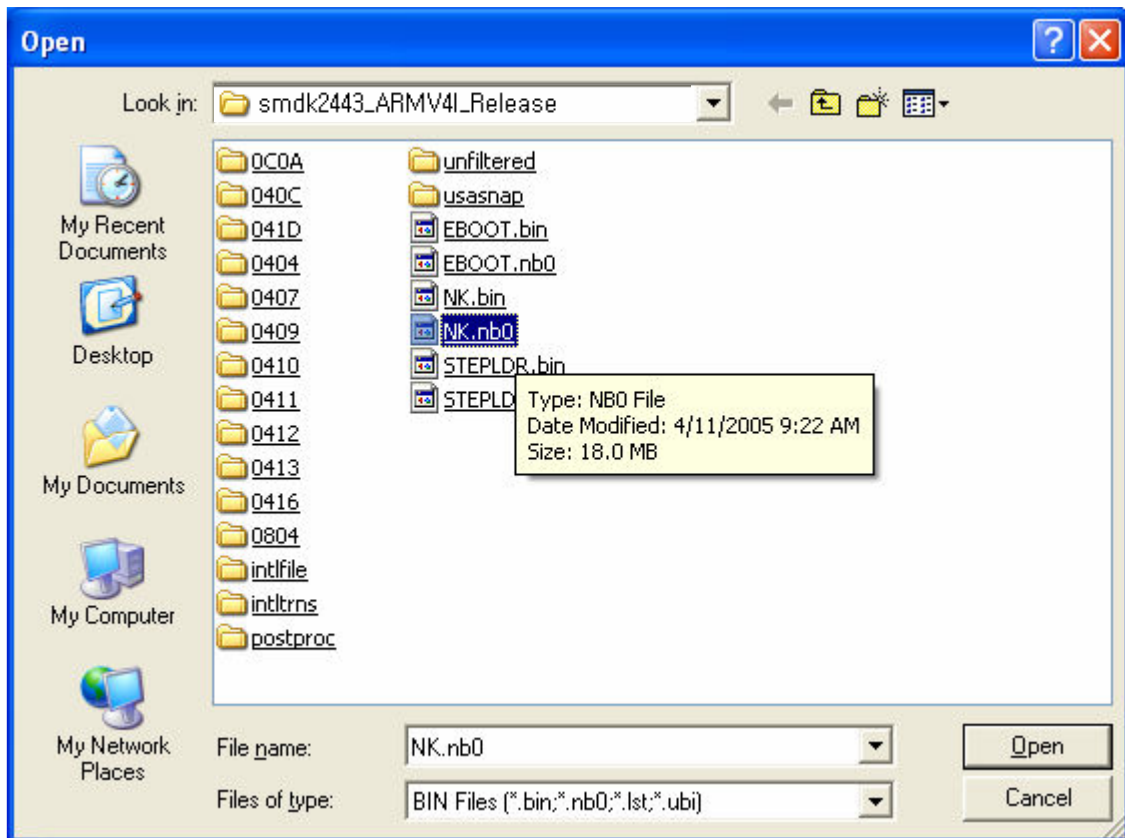 Open
Look in: smdk2443_ARMV4I_Release
My Recent Documents
Desktop
My Documents
My Computer
My Network Places
0C0A
040C
041D
0404
0407
0409
0410
0411
0412
0413
0416
0804
intlfile
intltrns
postproc
unfiltered
usasnap
EBOOT.bin
EBOOT.nb0
NK.bin
NK.nb0
STEPLDR.bin
STEPLD
Type: NB0 File
Date Modified: 4/11/2005 9:22 AM
Size: 18.0 MB
File name: NK.nb0
Open
Files of type: BIN Files (*.bin;*.nb0;*.lst;*.ubi)
Cancel